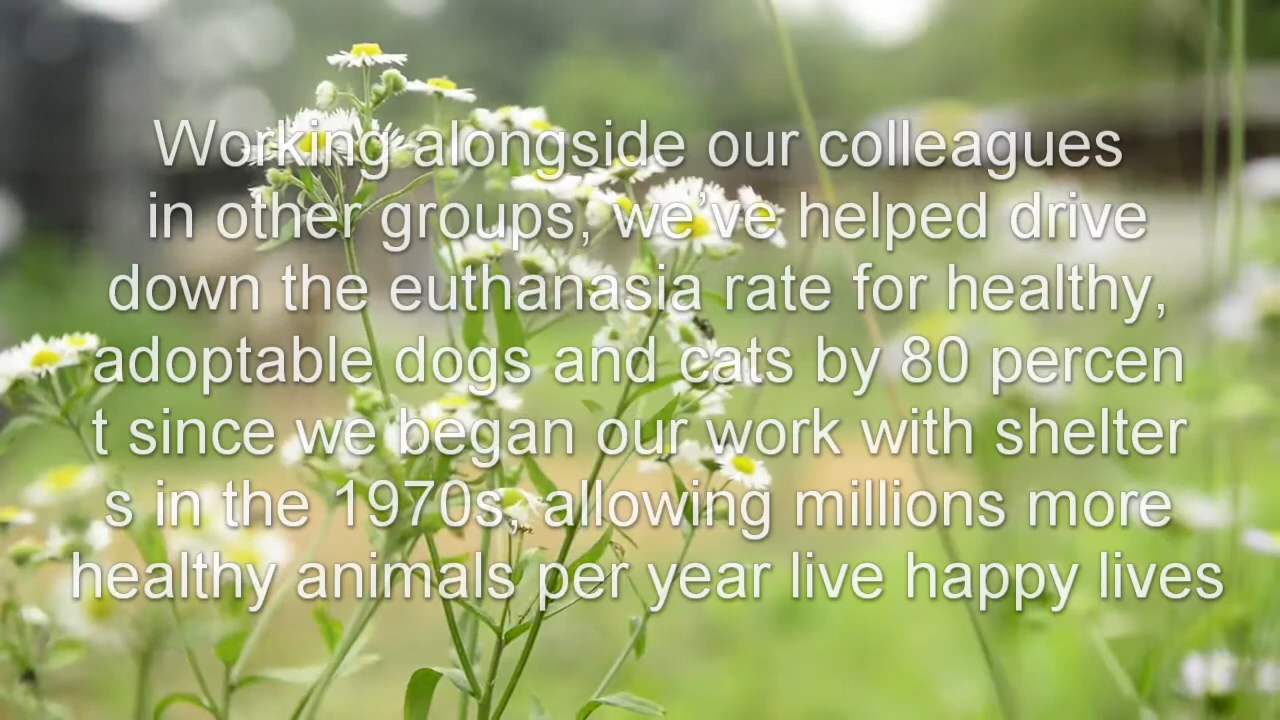 Working alongside our colleagues
in other groups, we’ve helped drive
down the euthanasia rate for healthy,
adoptable dogs and cats by 80 percen
t since we began our work with shelter
s in the 1970s, allowing millions more
healthy animals per year live happy lives